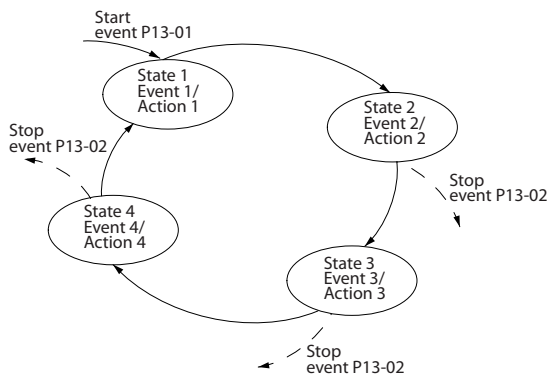 Start
event P13-01
State 1
Event 1/
Action 1
State 2
Event 2/
Action 2
Stop
event P13-02
Stop
event P13-02
State 4
Event 4/
Action 4
State 3
Event 3/
Action 3
Stop
event P13-02